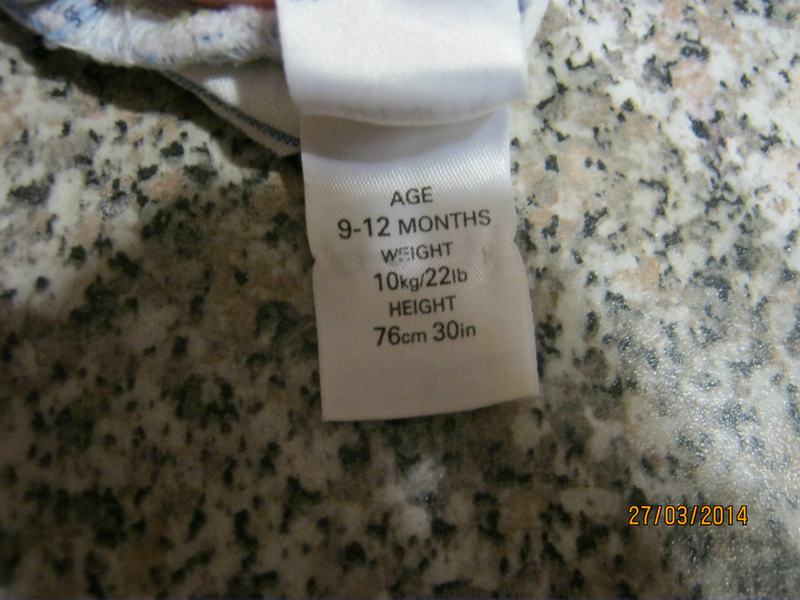 AGE
9-12 MONTHS
WEIGHT
10kg/22lb
HEIGHT
76cm 30in
27/03/2014